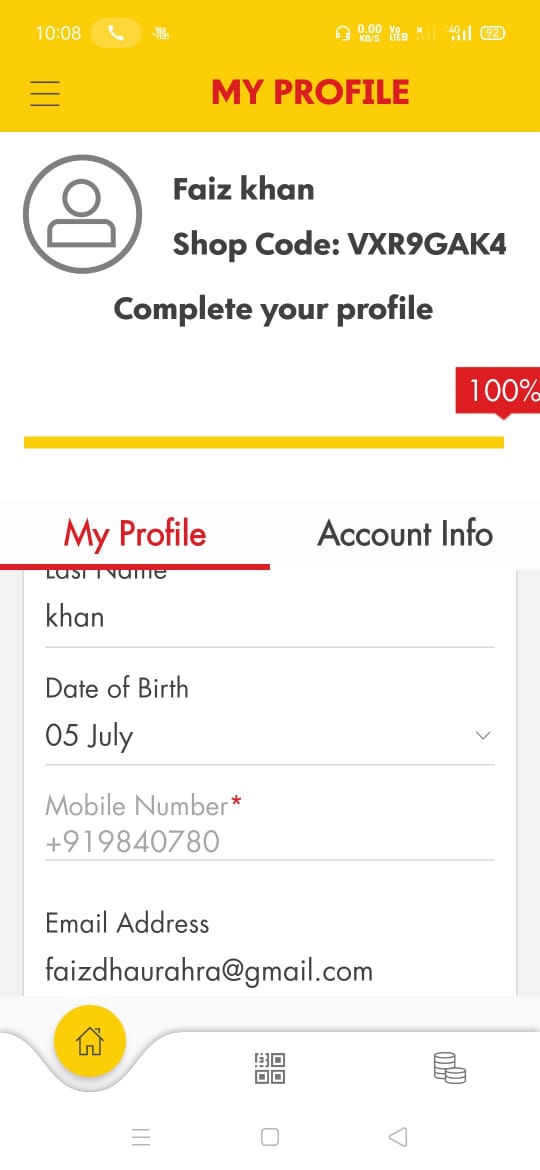 10:08
0.00 KB/S
Vo LTE
4G
92
MY PROFILE
Faiz khan
Shop Code: VXR9GAK4
Complete your profile
100%
My Profile Account Info
Last Name
khan
Date of Birth
05 July
Mobile Number*
+919840780
Email Address
faizdhaurahra@gmail.com